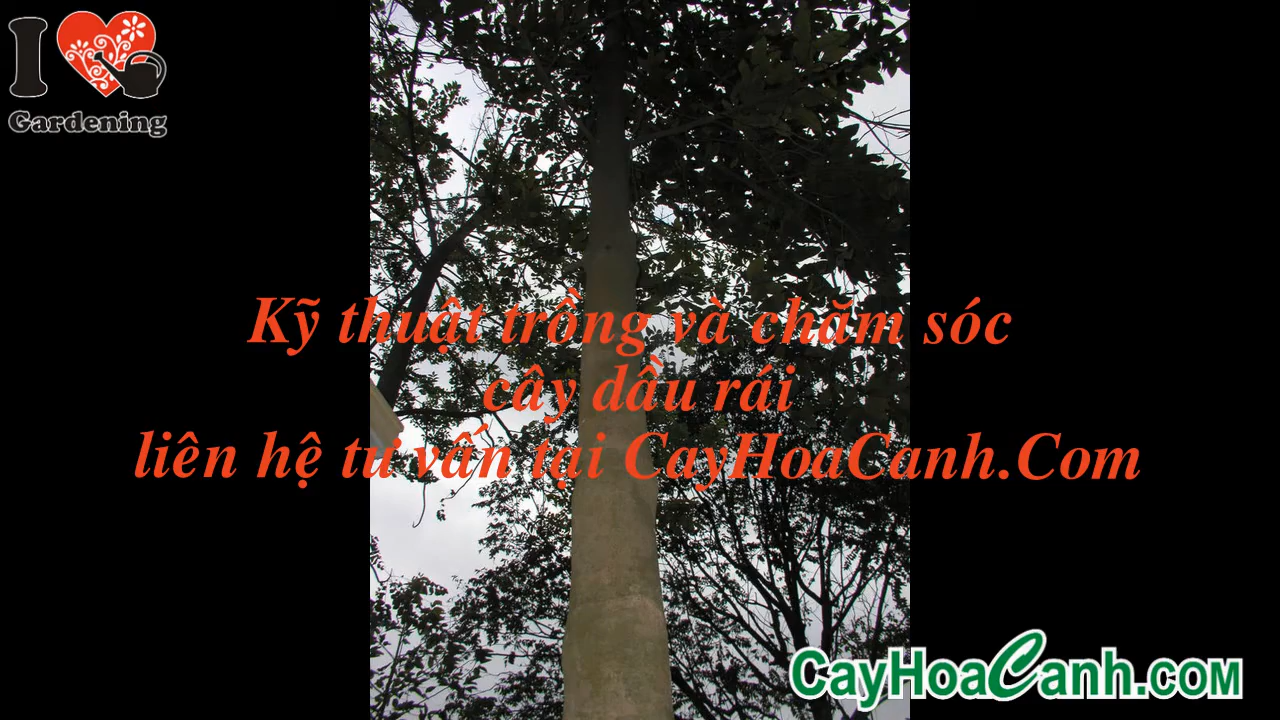 I
Gardening
Kỹ thuật trồng và chăm sóc
cây dầu rái
liên hệ tư vấn tại CayHoaCanh.Com
CayHoaCanh.com